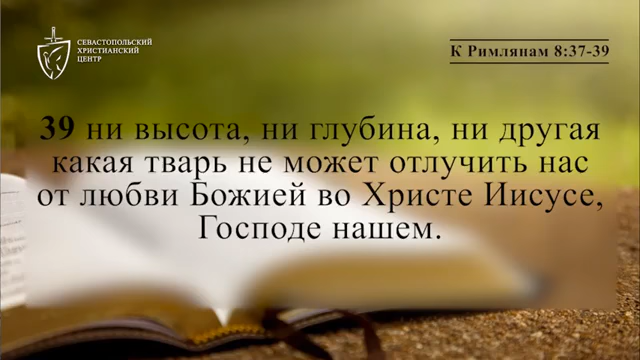 СЕВАСТОПОЛЬСКИЙ
ХРИСТИАНСКИЙ
ЦЕНТР
К Римлянам 8:37-39
39 ни высота, ни глубина, ни другая
какая тварь не может отлучить нас
от любви Божией во Христе Иисусе,
Господе нашем.